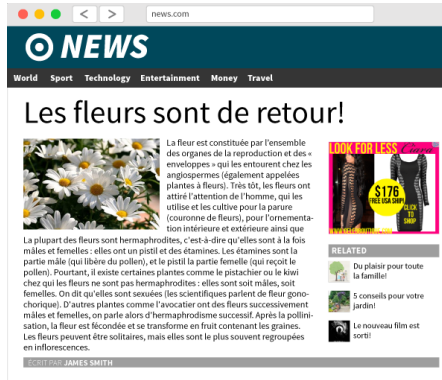 news.com
NEWS
World Sport Technology Entertainment Money Travel
Les fleurs sont de retour!
La fleur est constituée par l'ensemble
des organes de la reproduction et des «
enveloppes » qui les entourent chez les
angiospermes (également appelées
plantes à fleurs). Très tôt, les fleurs ont
attiré l'attention de l'homme, qui les
utilise et les cultive pour la parure
(couronne de fleurs), pour l'ornementa-
tion intérieure et extérieure ainsi que
La plupart des fleurs sont hermaphrodites, c'est-à-dire qu'elles sont à la fois
mâles et femelles : elles ont un pistil et des étamines. Les étamines sont la
partie mâle (qui libère du pollen), et le pistil la partie femelle (qui reçoit le
pollen). Pourtant, il existe certaines plantes comme le pistachier ou le kiwi
chez qui les fleurs ne sont pas hermaphrodites : elles sont soit mâles, soit
femelles. On dit qu'elles sont sexuées (les scientifiques parlent de fleur gono-
chorique). D'autres plantes comme l'avocatier ont des fleurs successivement
mâles et femelles, on parle alors d'hermaphrodisme successif. Après la pollini-
sation, la fleur est fécondée et se transforme en fruit contenant les graines.
Les fleurs peuvent être solitaires, mais elles sont le plus souvent regroupées
en inflorescences.
ÉCRIT PAR JAMES SMITH
LOOK FOR LESS Ciara
$176
FREE USA SHIP!
CLICK
TO
SHOP
RELATED
Du plaisir pour toute
la famille!
5 conseils pour votre
jardin!
Le nouveau film est
sorti!